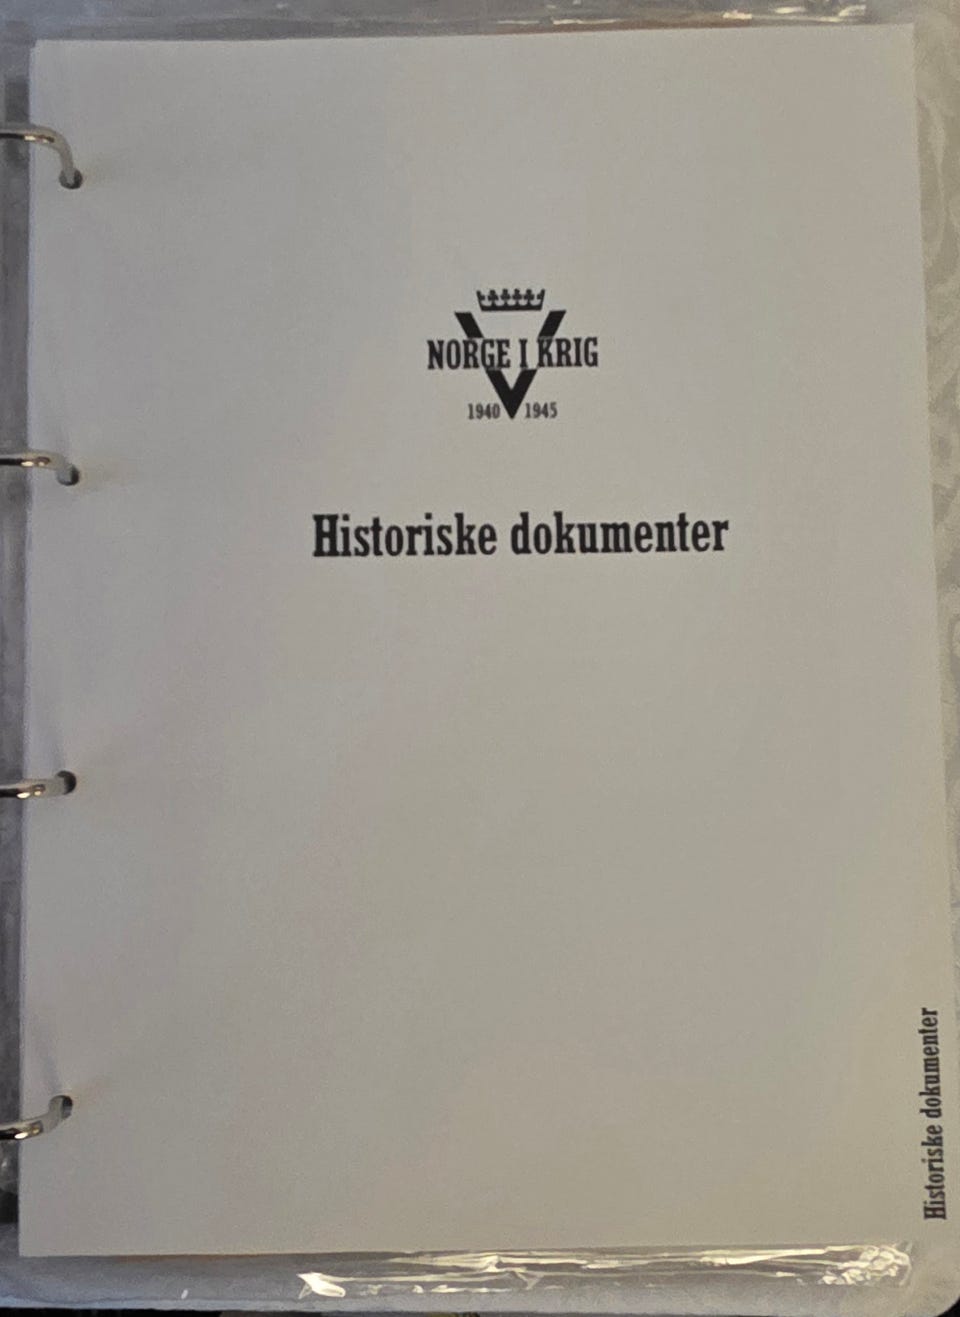 NORGE I KRIG
1940 1945
Historiske dokumenter
Historiske dokumenter